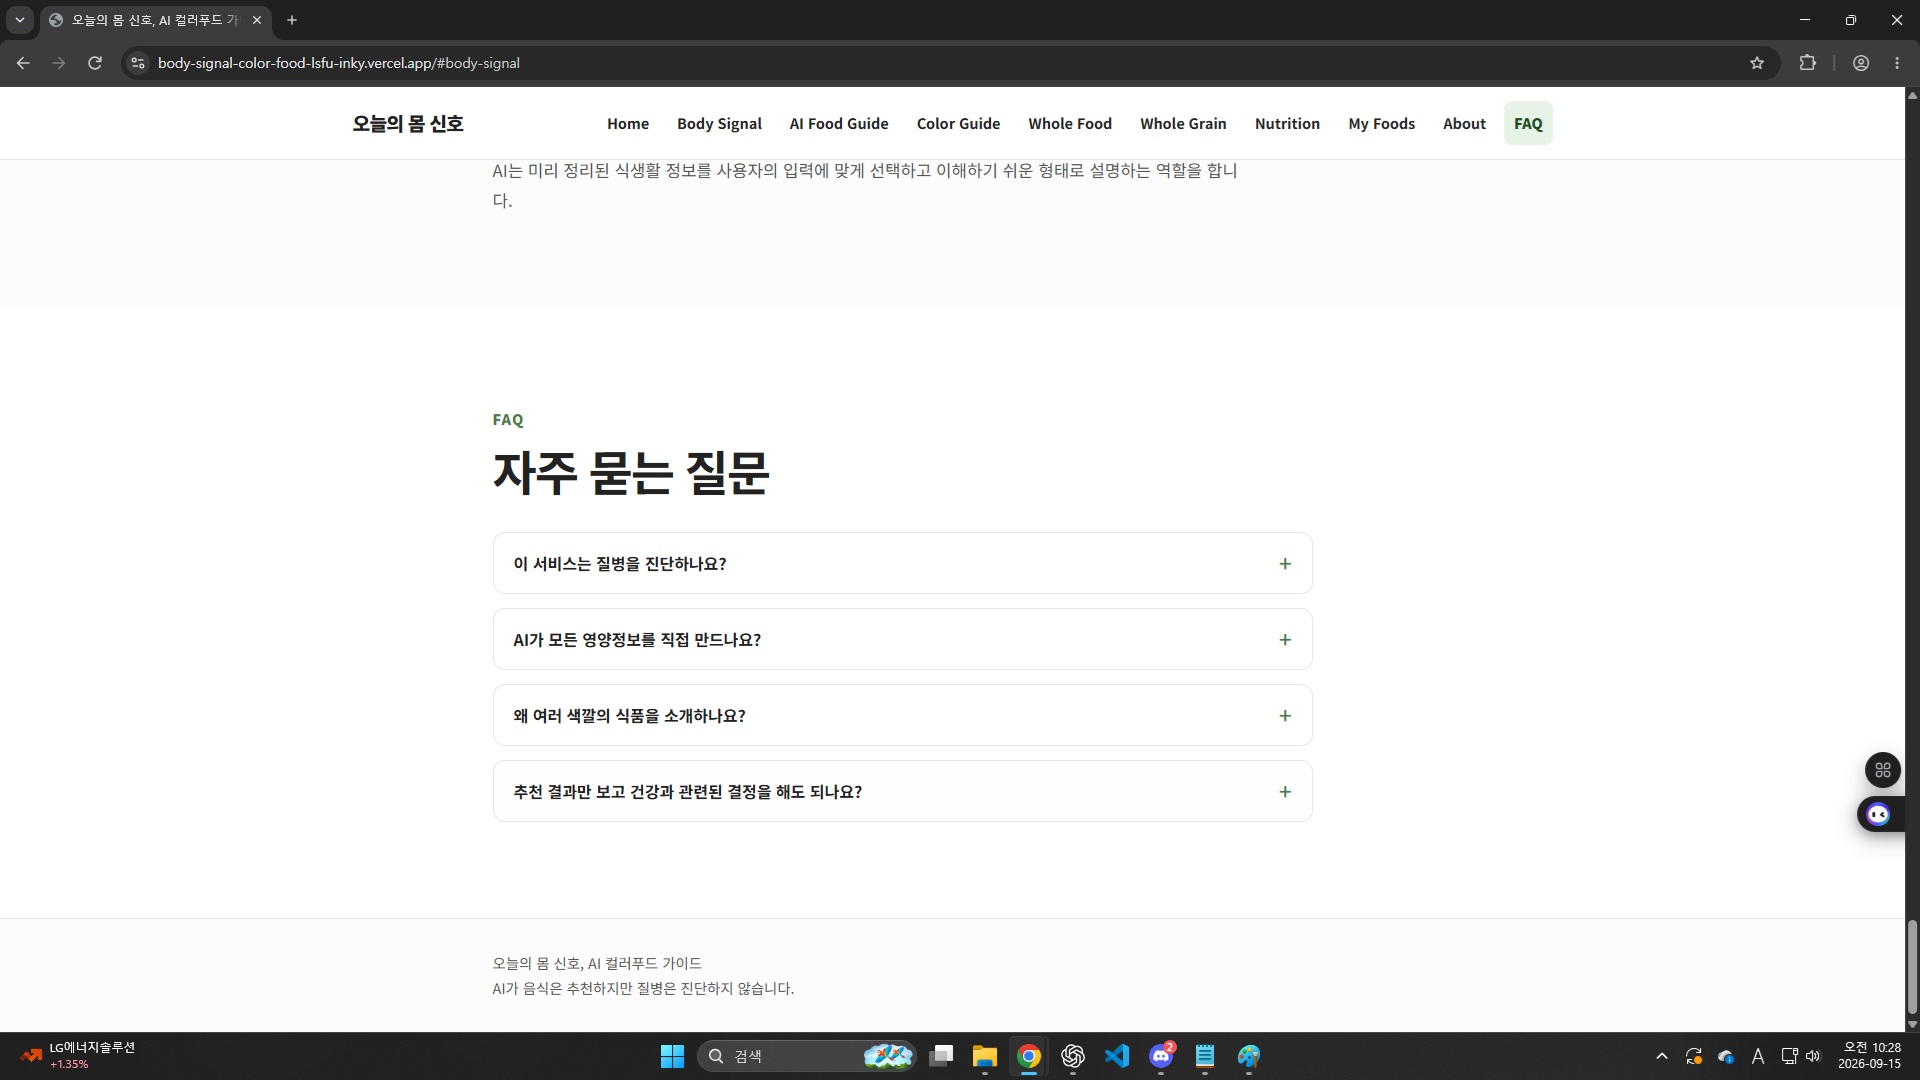 오늘의 몸 신호, AI 컬러푸드 가
body-signal-color-food-lsfu-inky.vercel.app/#body-signal
오늘의 몸 신호
Home Body Signal AI Food Guide Color Guide Whole Food Whole Grain Nutrition My Foods About FAQ
AI는 미리 정리된 식생활 정보를 사용자의 입력에 맞게 선택하고 이해하기 쉬운 형태로 설명하는 역할을 합니
다.
FAQ
자주 묻는 질문
이 서비스는 질병을 진단하나요? +
AI가 모든 영양정보를 직접 만드나요? +
왜 여러 색깔의 식품을 소개하나요? +
추천 결과만 보고 건강과 관련된 결정을 해도 되나요? +
오늘의 몸 신호, AI 컬러푸드 가이드
AI가 음식은 추천하지만 질병은 진단하지 않습니다.
LG에너지솔루션
+1.35%
검색
2
A
오전 10:28
2026-09-15